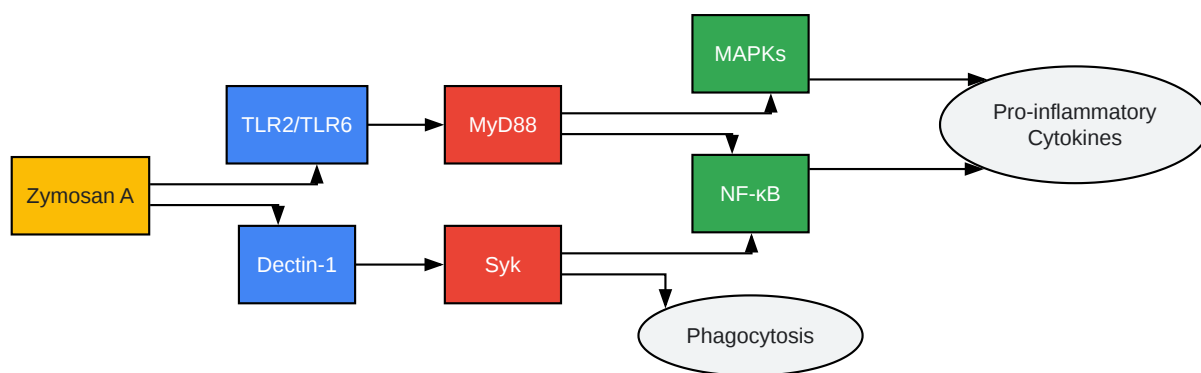 Zymosan A
TLR2/TLR6
Dectin-1
MyD88
Syk
MAPKs
NF-κB
Phagocytosis
Pro-inflammatory
Cytokines